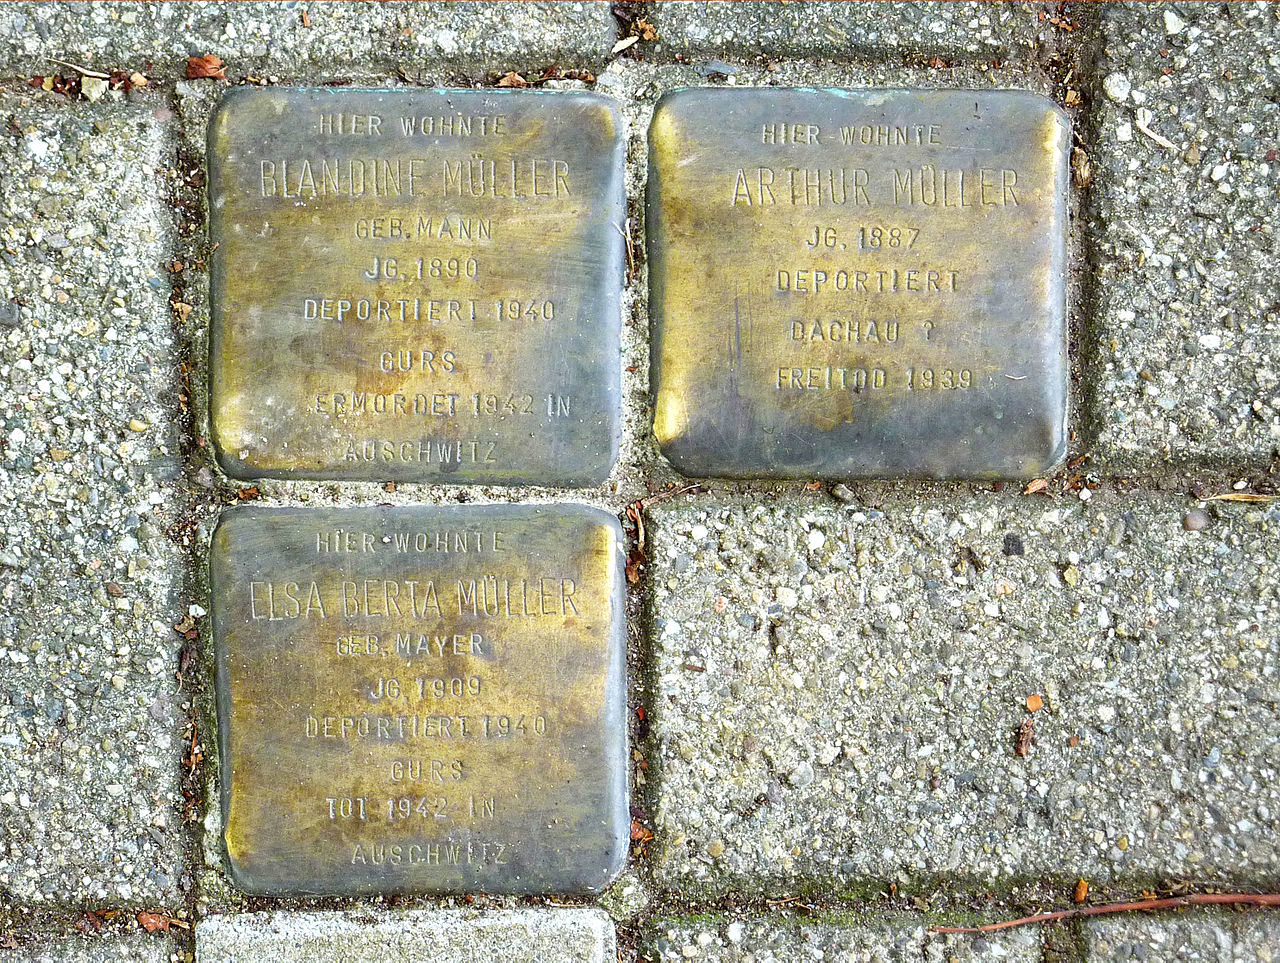 HIER WOHNTE
BLANDINE MÜLLER
GEB. MANN
JG. 1890
DEPORTIERT 1940
GURS
ERMORDET 1942 IN
AUSCHWITZ
HIER WOHNTE
ARTHUR MÜLLER
JG. 1887
DEPORTIERT
DACHAU ?
FREITOD 1939
HIER WOHNTE
ELSA BERTA MÜLLER
GEB. MAYER
JG. 1909
DEPORTIERT 1940
GURS
TOT 1942 IN
AUSCHWITZ